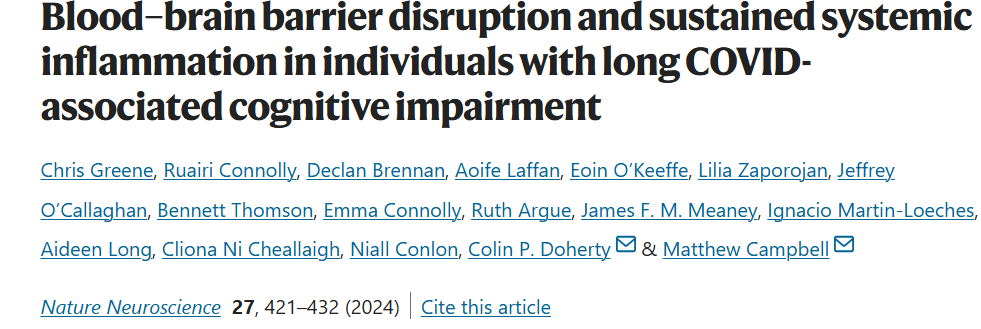 Blood–brain barrier disruption and sustained systemic
inflammation in individuals with long COVID-
associated cognitive impairment
Chris Greene, Ruairi Connolly, Declan Brennan, Aoife Laffan, Eoin O’Keeffe, Lilia Zaporojan, Jeffrey
O’Callaghan, Bennett Thomson, Emma Connolly, Ruth Argue, James F. M. Meaney, Ignacio Martin-Loeches,
Aideen Long, Cliona Ni Cheallaigh, Niall Conlon, Colin P. Doherty & Matthew Campbell
Nature Neuroscience 27, 421–432 (2024) Cite this article